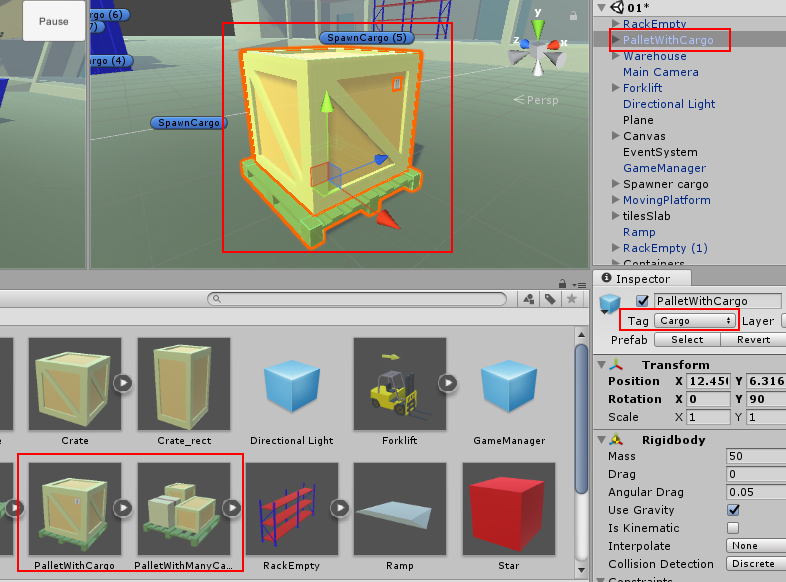 Pause
rgo (6)
7)
rgo (4)
SpawnCargo (5)
SpawnCargo
y
z
x
Persp
01*
RackEmpty
PalletWithCargo
Warehouse
Main Camera
Forklift
Directional Light
Plane
Canvas
EventSystem
GameManager
Spawner cargo
MovingPlatform
tilesSlab
Ramp
RackEmpty (1)
Containers
Crate
Crate_rect
Directional Light
Forklift
GameManager
PalletWithCargo
PalletWithManyCa...
RackEmpty
Ramp
Star
Inspector
PalletWithCargo
Tag Cargo Layer
Prefab Select Revert
Transform
Position X 12.450 Y 6.316
Rotation X 0 Y 90
Scale X 1 Y 1
Rigidbody
Mass 50
Drag 0
Angular Drag 0.05
Use Gravity
Is Kinematic
Interpolate None
Collision Detection Discrete
Constraints